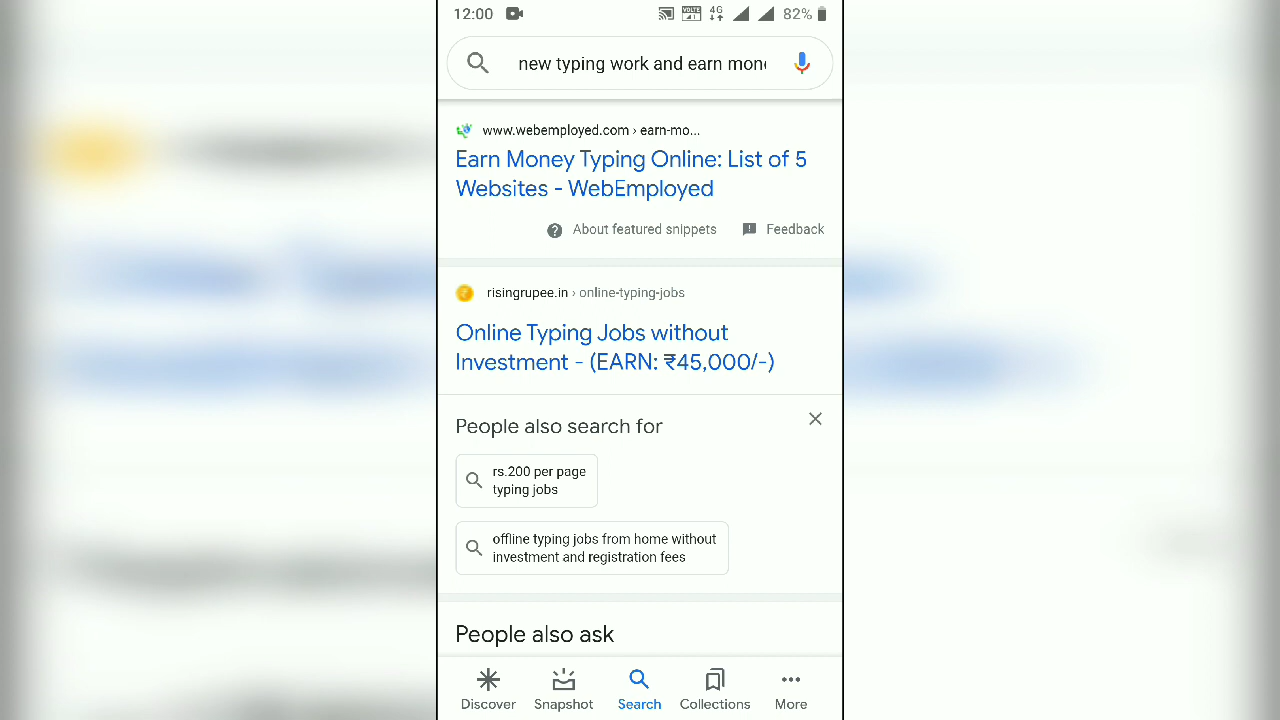 12:00
VOLTE
4G
82%
new typing work and earn mon
www.webemployed.com › earn-mo...
Earn Money Typing Online: List of 5
Websites - WebEmployed
About featured snippets
Feedback
risingrupee.in › online-typing-jobs
Online Typing Jobs without
Investment - (EARN: ₹45,000/-)
People also search for
rs.200 per page
typing jobs
offline typing jobs from home without
investment and registration fees
People also ask
Discover
Snapshot
Search
Collections
More